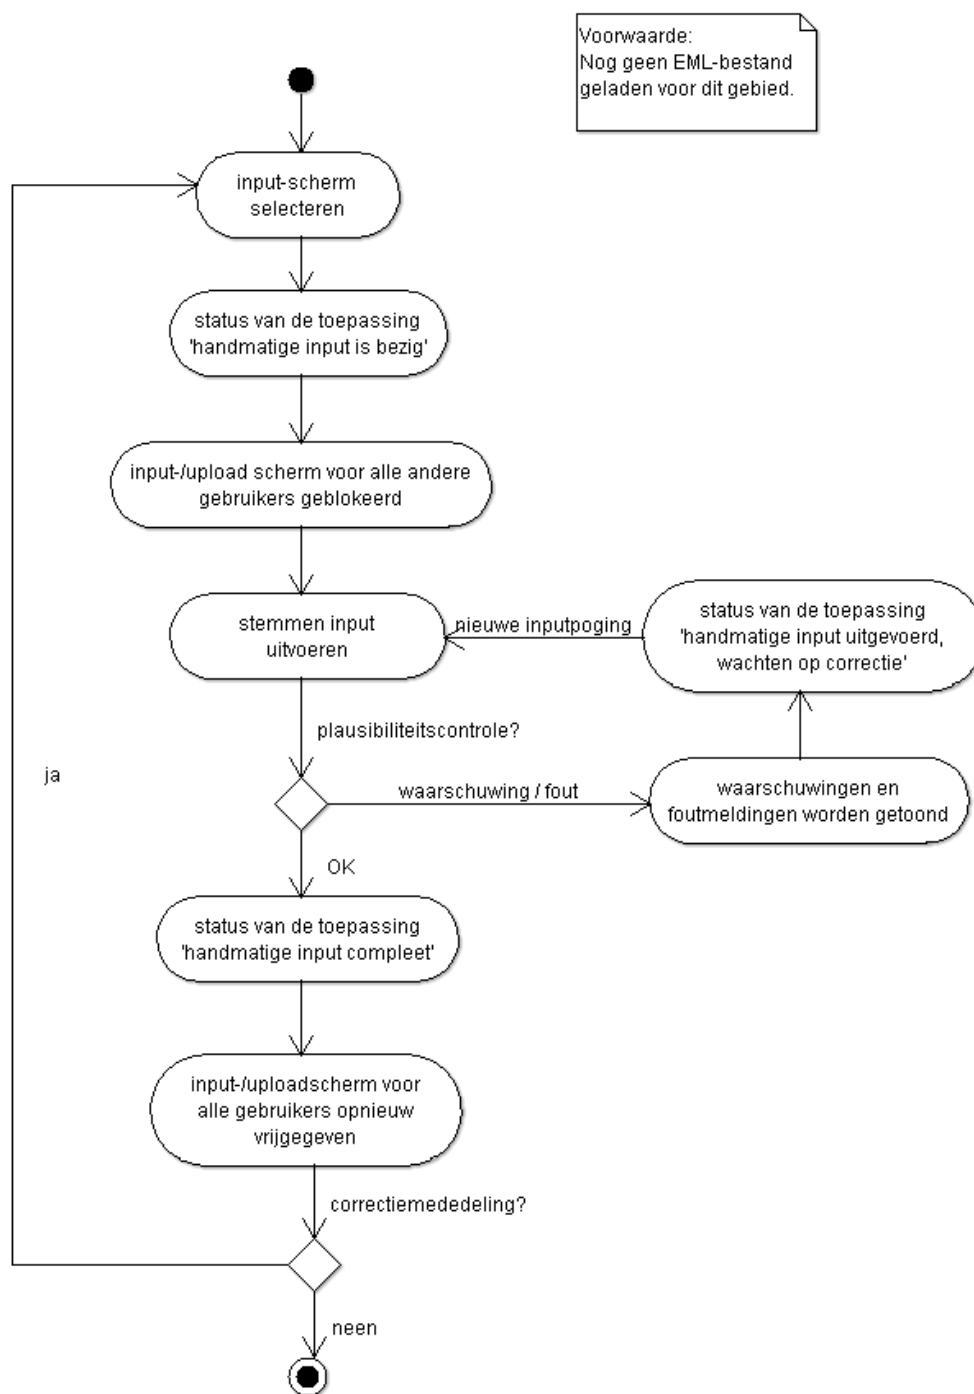 Voorwaarde:
Nog geen EML-bestand
geladen voor dit gebied.
input-scherm
selecteren
status van de toepassing
'handmatige input is bezig'
input-/upload scherm voor alle andere
gebruikers geblokeerd
stemmen input
uitvoeren
nieuwe inputpoging
status van de toepassing
'handmatige input uitgevoerd,
wachten op correctie'
plausibiliteitscontrole?
ja
waarschuwing / fout
waarschuwingen en
foutmeldingen worden getoond
OK
status van de toepassing
'handmatige input compleet'
input-/uploadscherm voor
alle gebruikers opnieuw
vrijgegeven
correctiemededeling?
neen